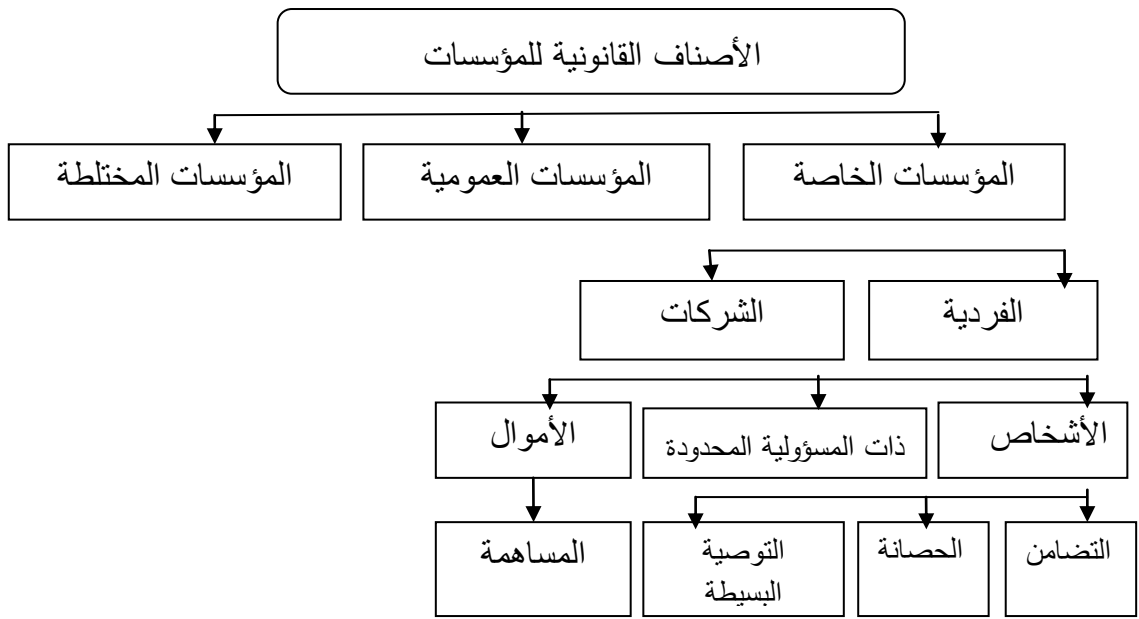 الأصناف القانونية للمؤسسات
المؤسسات الخاصة
المؤسسات العمومية
المؤسسات المختلطة
الفردية
الشركات
الأشخاص
ذات المسؤولية المحدودة
الأموال
التضامن
الحصانة
التوصية
البسيطة
المساهمة